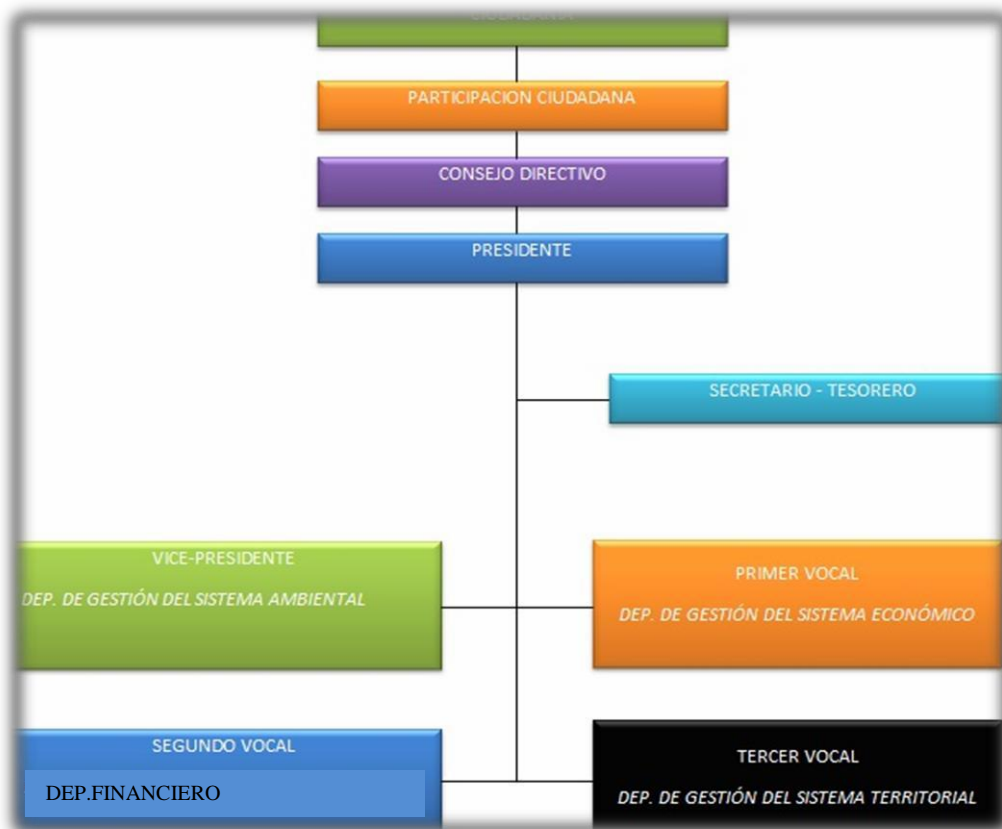 PARTICIPACION CIUDADANA
CONSEJO DIRECTIVO
PRESIDENTE
SECRETARIO - TESORERO
VICE-PRESIDENTE
DEP. DE GESTIÓN DEL SISTEMA AMBIENTAL
PRIMER VOCAL
DEP. DE GESTIÓN DEL SISTEMA ECONÓMICO
SEGUNDO VOCAL
DEP.FINANCIERO
TERCER VOCAL
DEP. DE GESTIÓN DEL SISTEMA TERRITORIAL